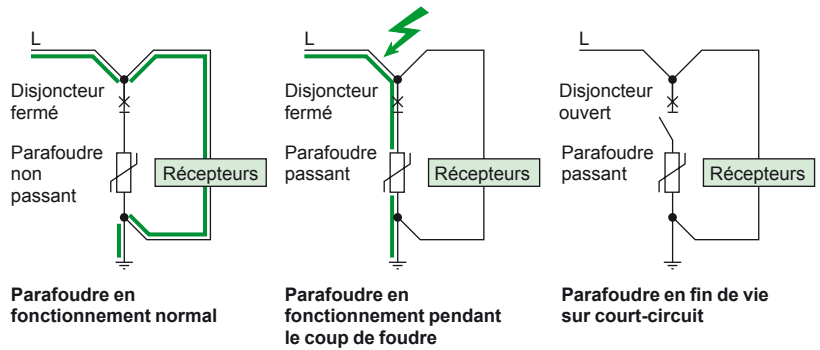 L
Disjoncteur
fermé
Parafoudre
non
passant
Récepteurs
Parafoudre en
fonctionnement normal
L
Disjoncteur
fermé
Parafoudre
passant
Récepteurs
Parafoudre en
fonctionnement pendant
le coup de foudre
L
Disjoncteur
ouvert
Parafoudre
passant
Récepteurs
Parafoudre en fin de vie
sur court-circuit